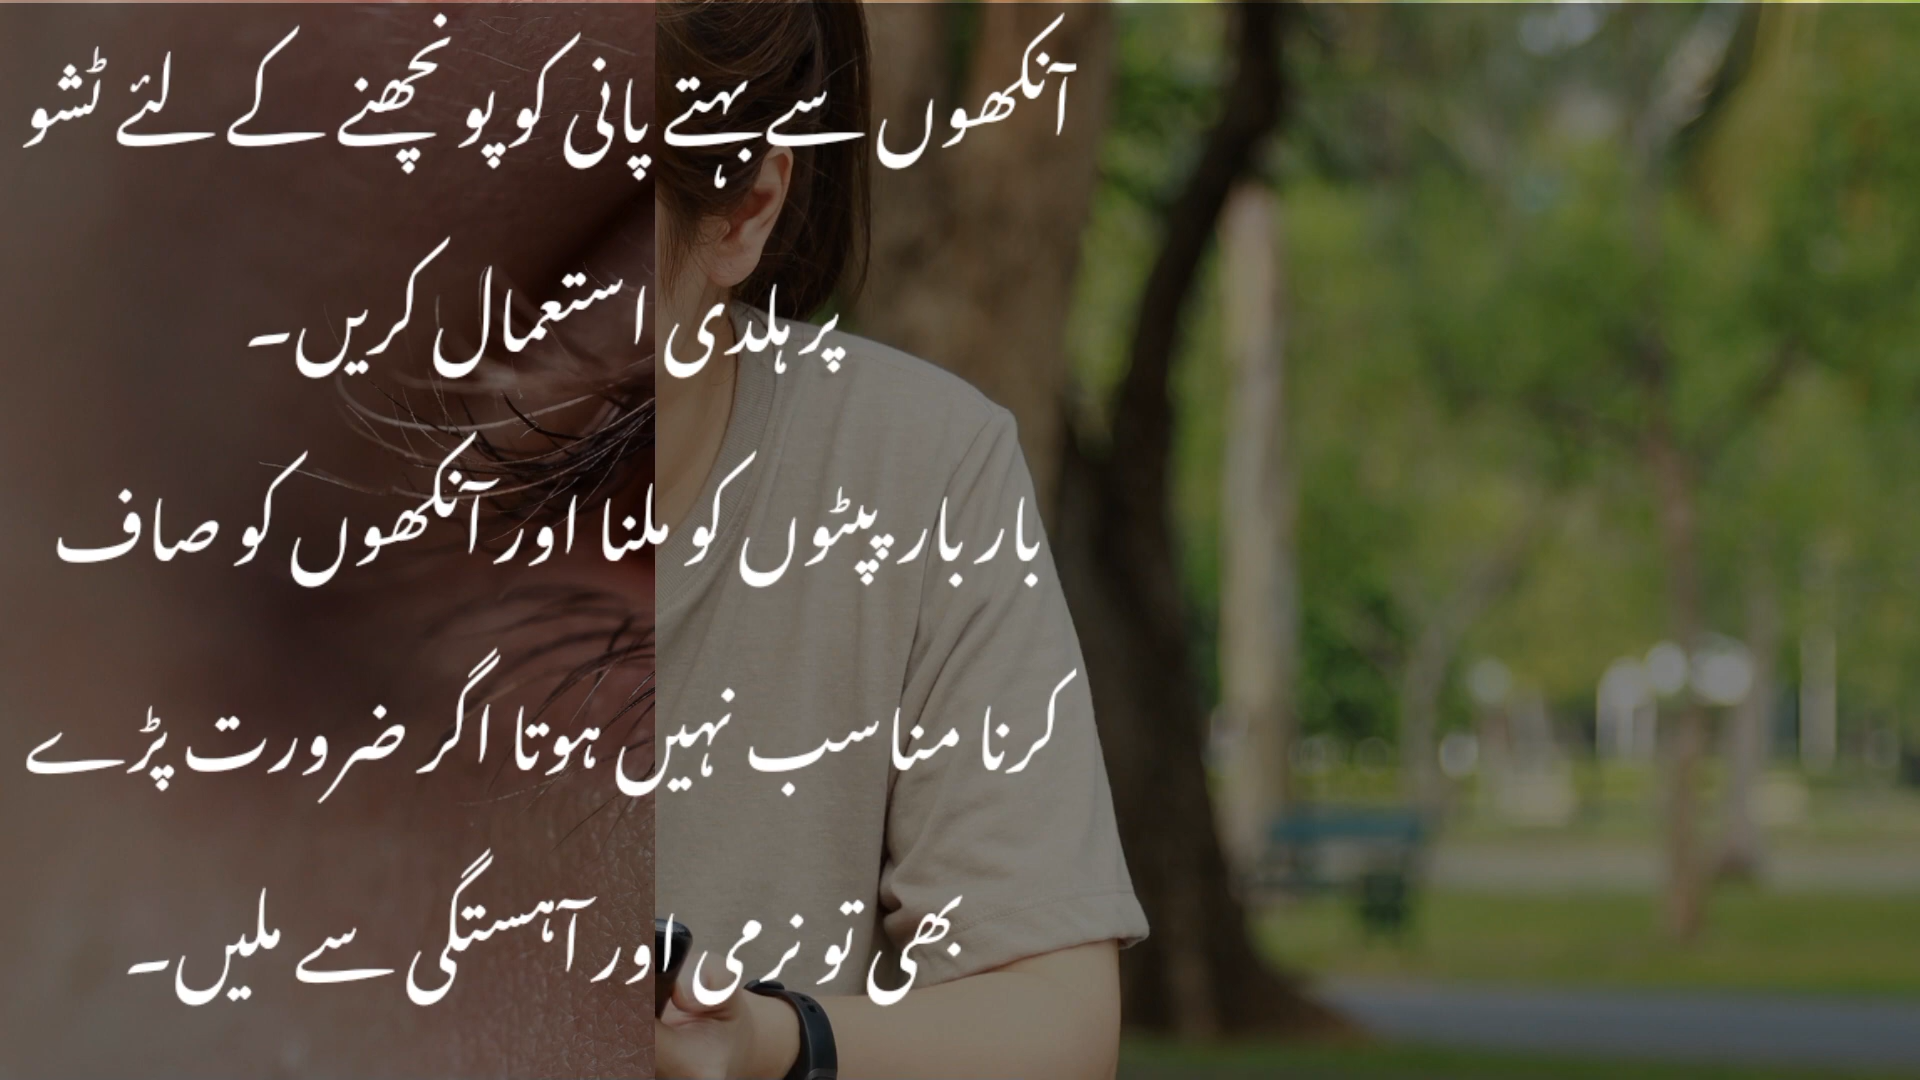 آنکھوں سے بہتے پانی کو پونچھنے کے لئے ٹشو
پر ہلدی استعمال کریں۔
بار بار پپٹوں کو ملنا اور آنکھوں کو صاف
کرنا مناسب نہیں ہوتا اگر ضرورت پڑے
بھی تو نرمی اور آہستگی سے ملیں۔